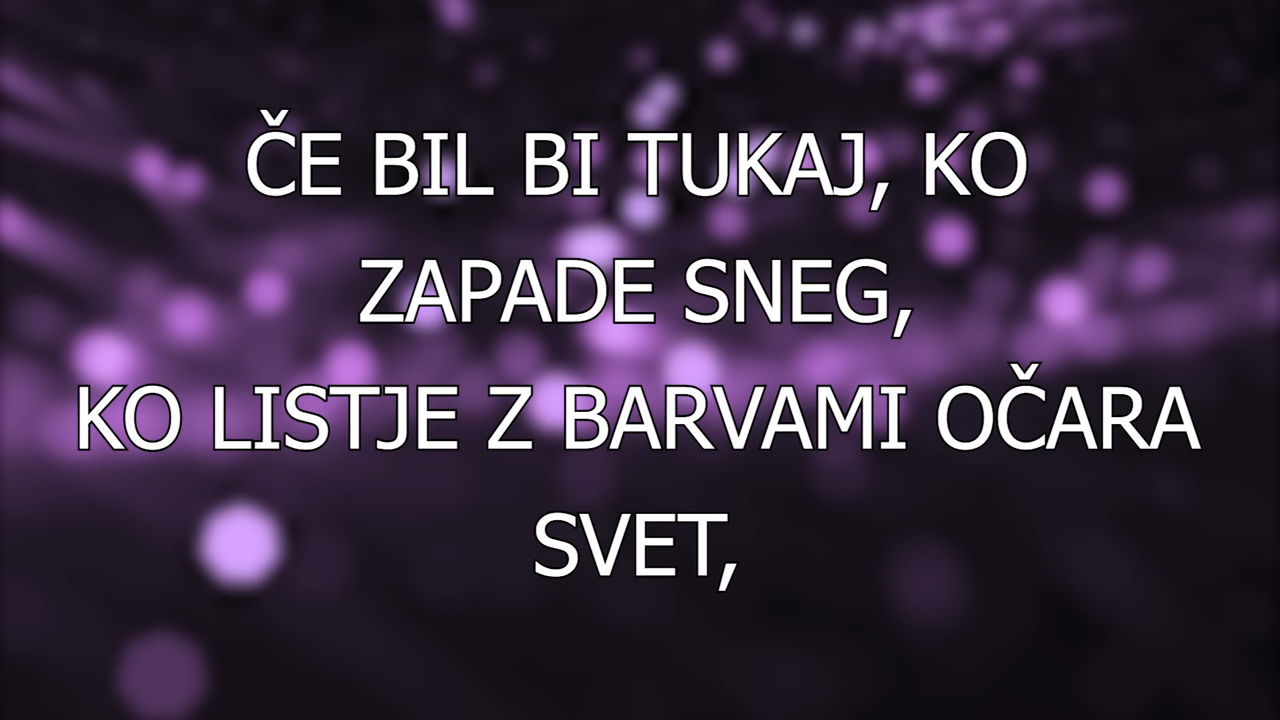 ČE BIL BI TUKAJ, KO
ZAPADE SNEG,
KO LISTJE Z BARVAMI OČARA
SVET,